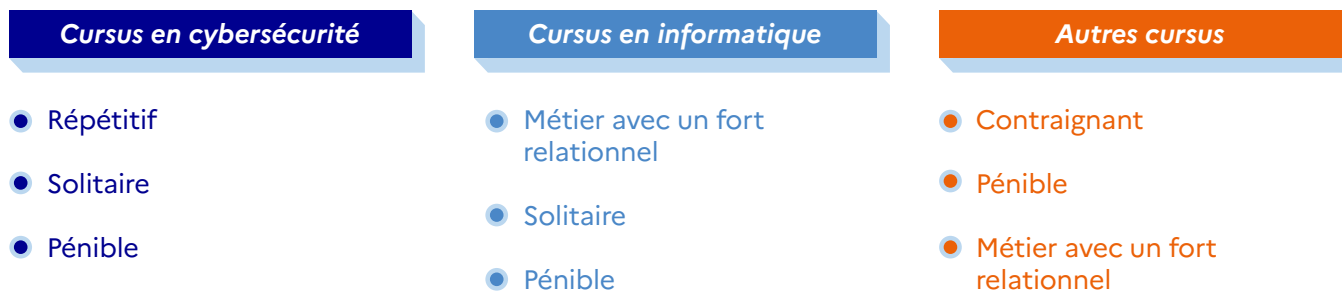 Cursus en cybersécurité
Répétitif
Solitaire
Pénible
Cursus en informatique
Métier avec un fort
relationnel
Solitaire
Pénible
Autres cursus
Contraignant
Pénible
Métier avec un fort
relationnel